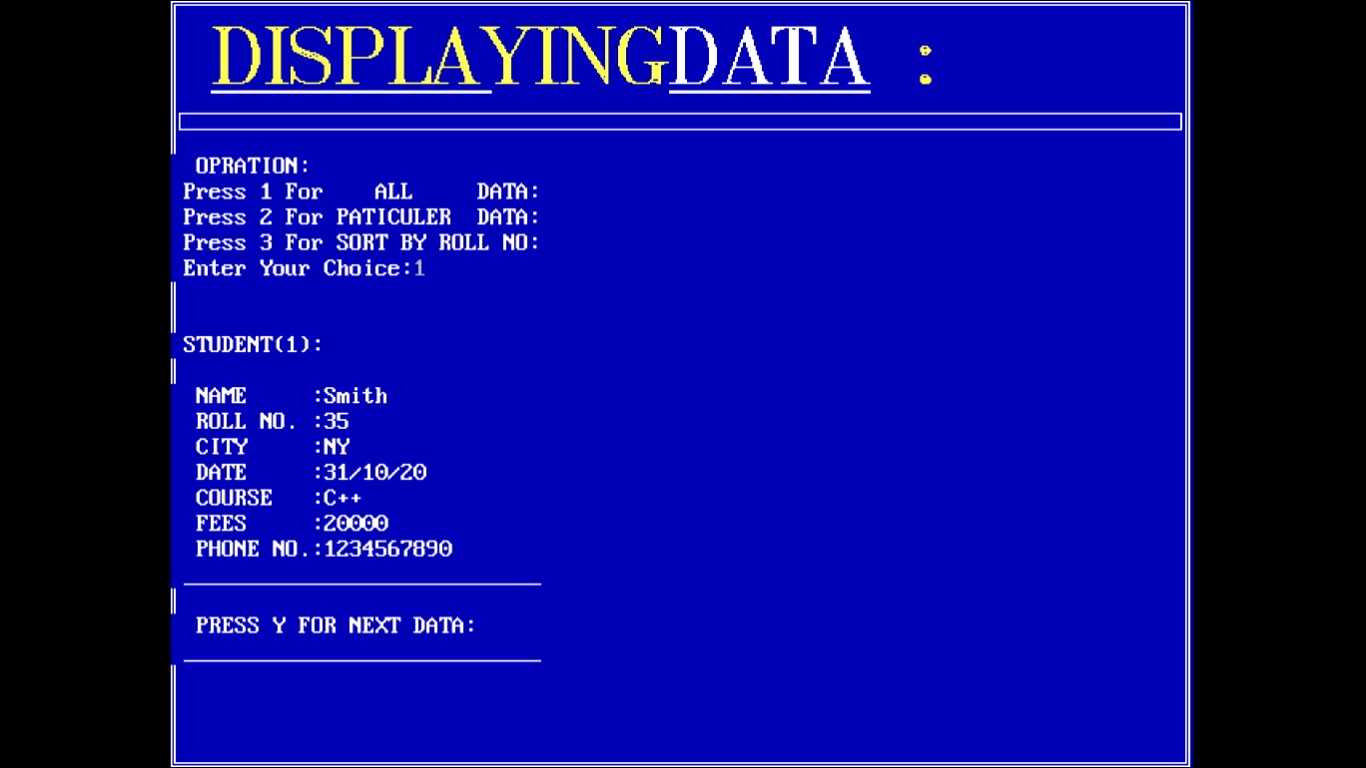 DISPLAYINGDATA :
OPRATION:
Press 1 For ALL DATA:
Press 2 For PATICULER DATA:
Press 3 For SORT BY ROLL NO:
Enter Your Choice:1
STUDENT(1):
NAME :Smith
ROLL NO. :35
CITY :NY
DATE :31/10/20
COURSE :C++
FEES :20000
PHONE NO.:1234567890
PRESS Y FOR NEXT DATA: